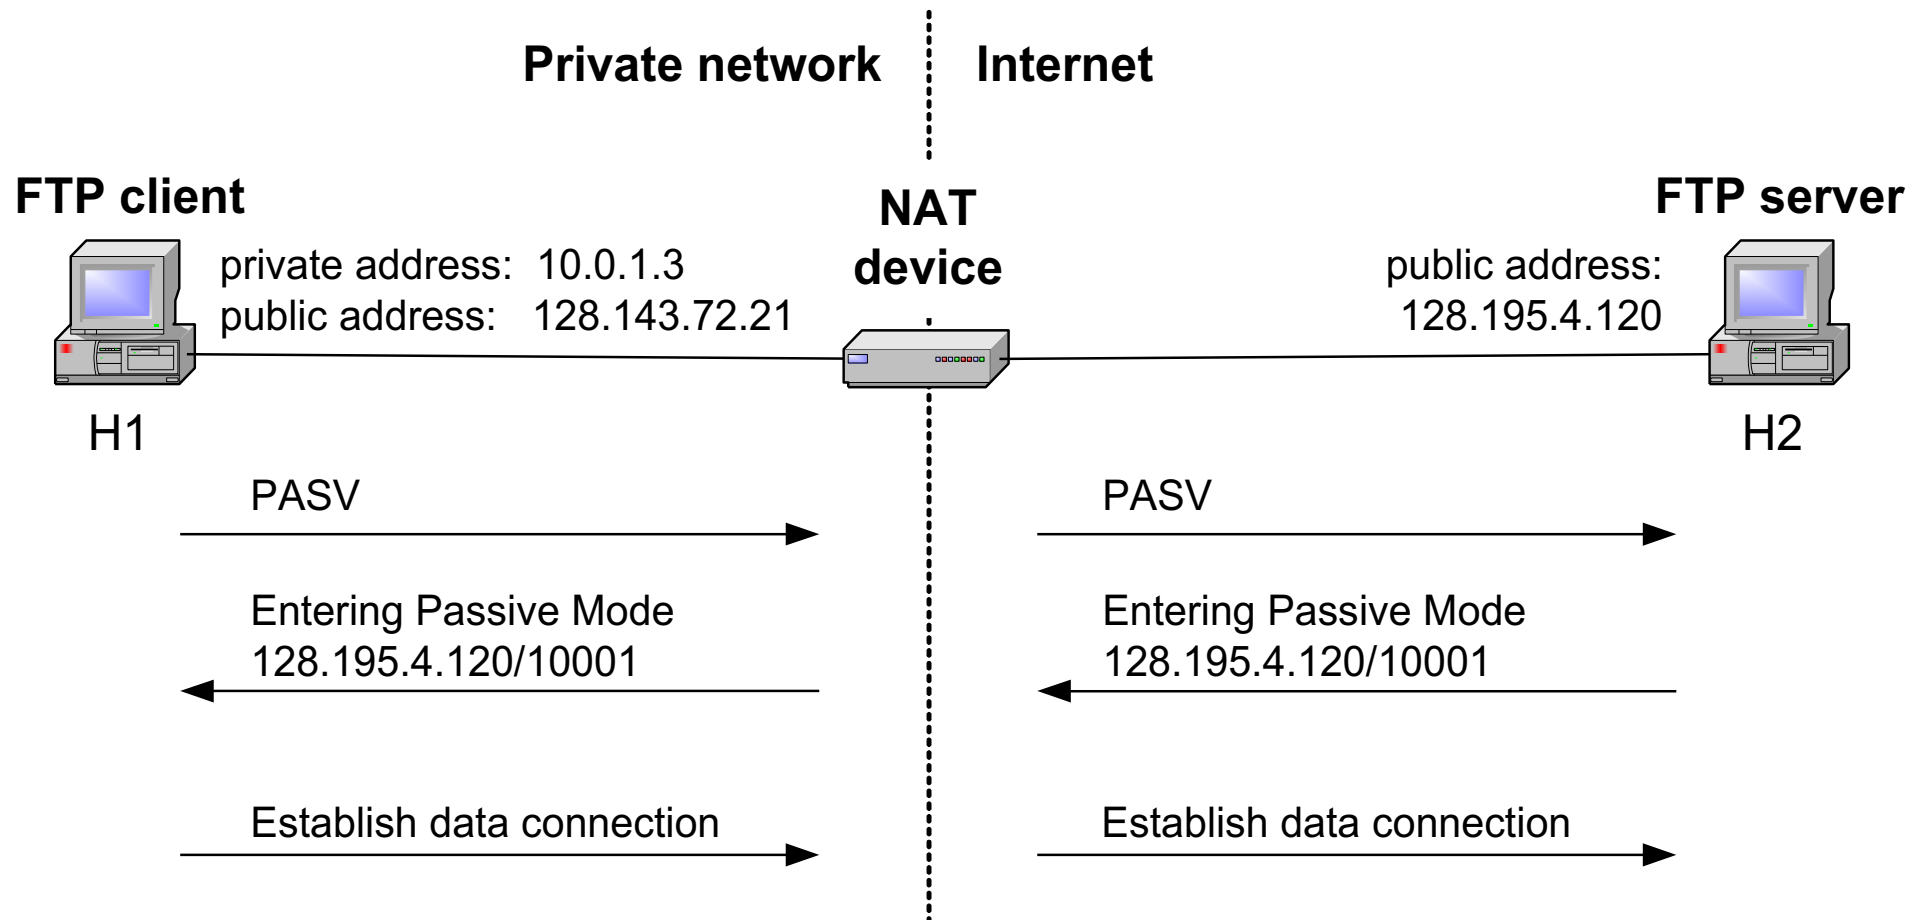 Private network
Internet
FTP client
NAT
device
FTP server
private address: 10.0.1.3
public address: 128.143.72.21
public address:
128.195.4.120
H1
H2
PASV
PASV
Entering Passive Mode
128.195.4.120/10001
Entering Passive Mode
128.195.4.120/10001
Establish data connection
Establish data connection